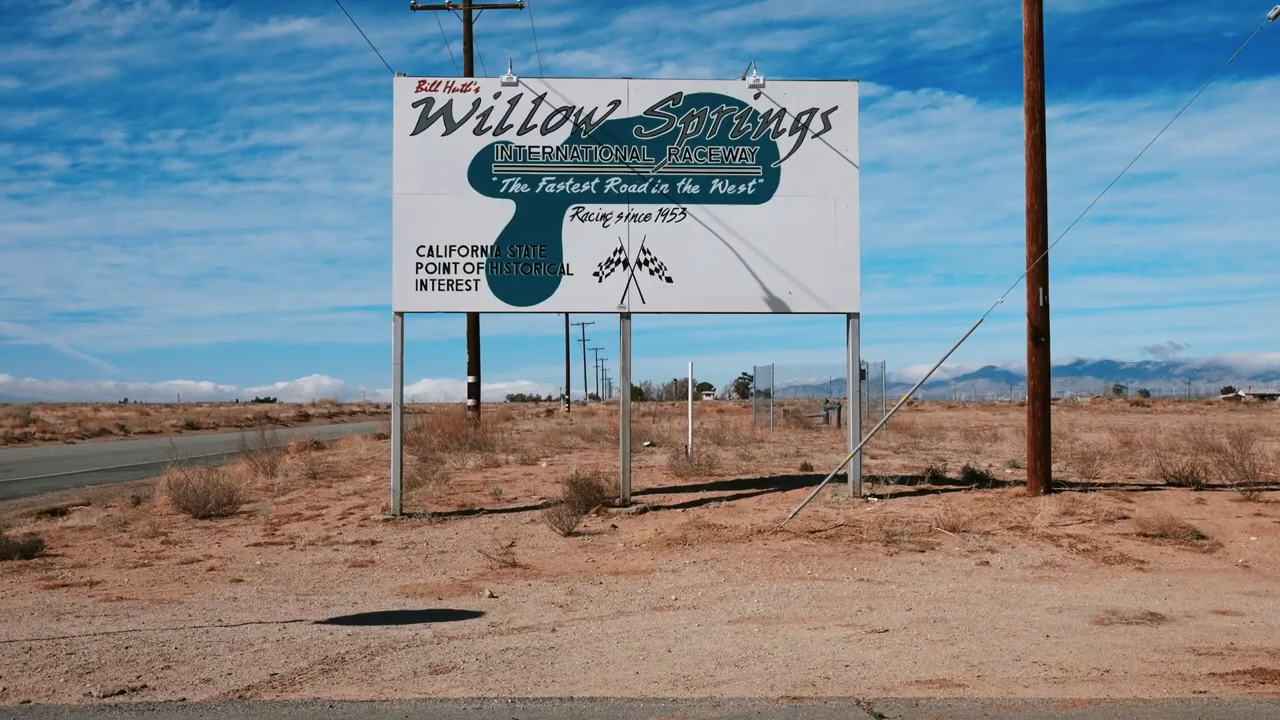 Bill Huth's
Willow Springs
INTERNATIONAL RACEWAY
"The Fastest Road in the West"
Racing since 1953
CALIFORNIA STATE
POINT OF HISTORICAL
INTEREST